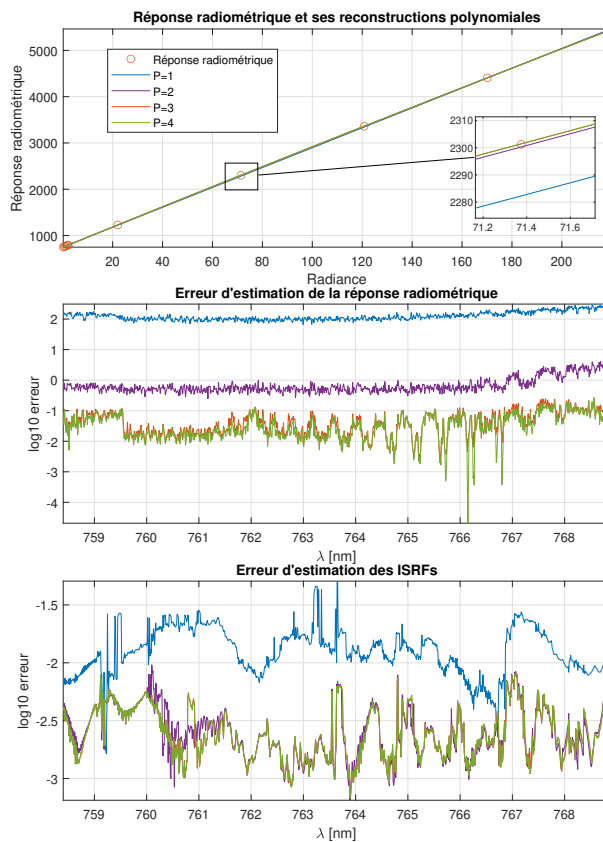 Réponse radiométrique et ses reconstructions polynomiales
Réponse radiométrique
5000
4000
3000
2000
1000
Réponse radiométrique
P=1
P=2
P=3
P=4
2310
2300
2290
2280
71.2 71.4 71.6
20 40 60 80 100 120 140 160 180 200
Radiance
Erreur d'estimation de la réponse radiométrique
log10 erreur
2
1
0
-1
-2
-3
-4
759 760 761 762 763 764 765 766 767 768
λ [nm]
Erreur d'estimation des ISRFs
log10 erreur
-1.5
-2
-2.5
-3
759 760 761 762 763 764 765 766 767 768
λ [nm]